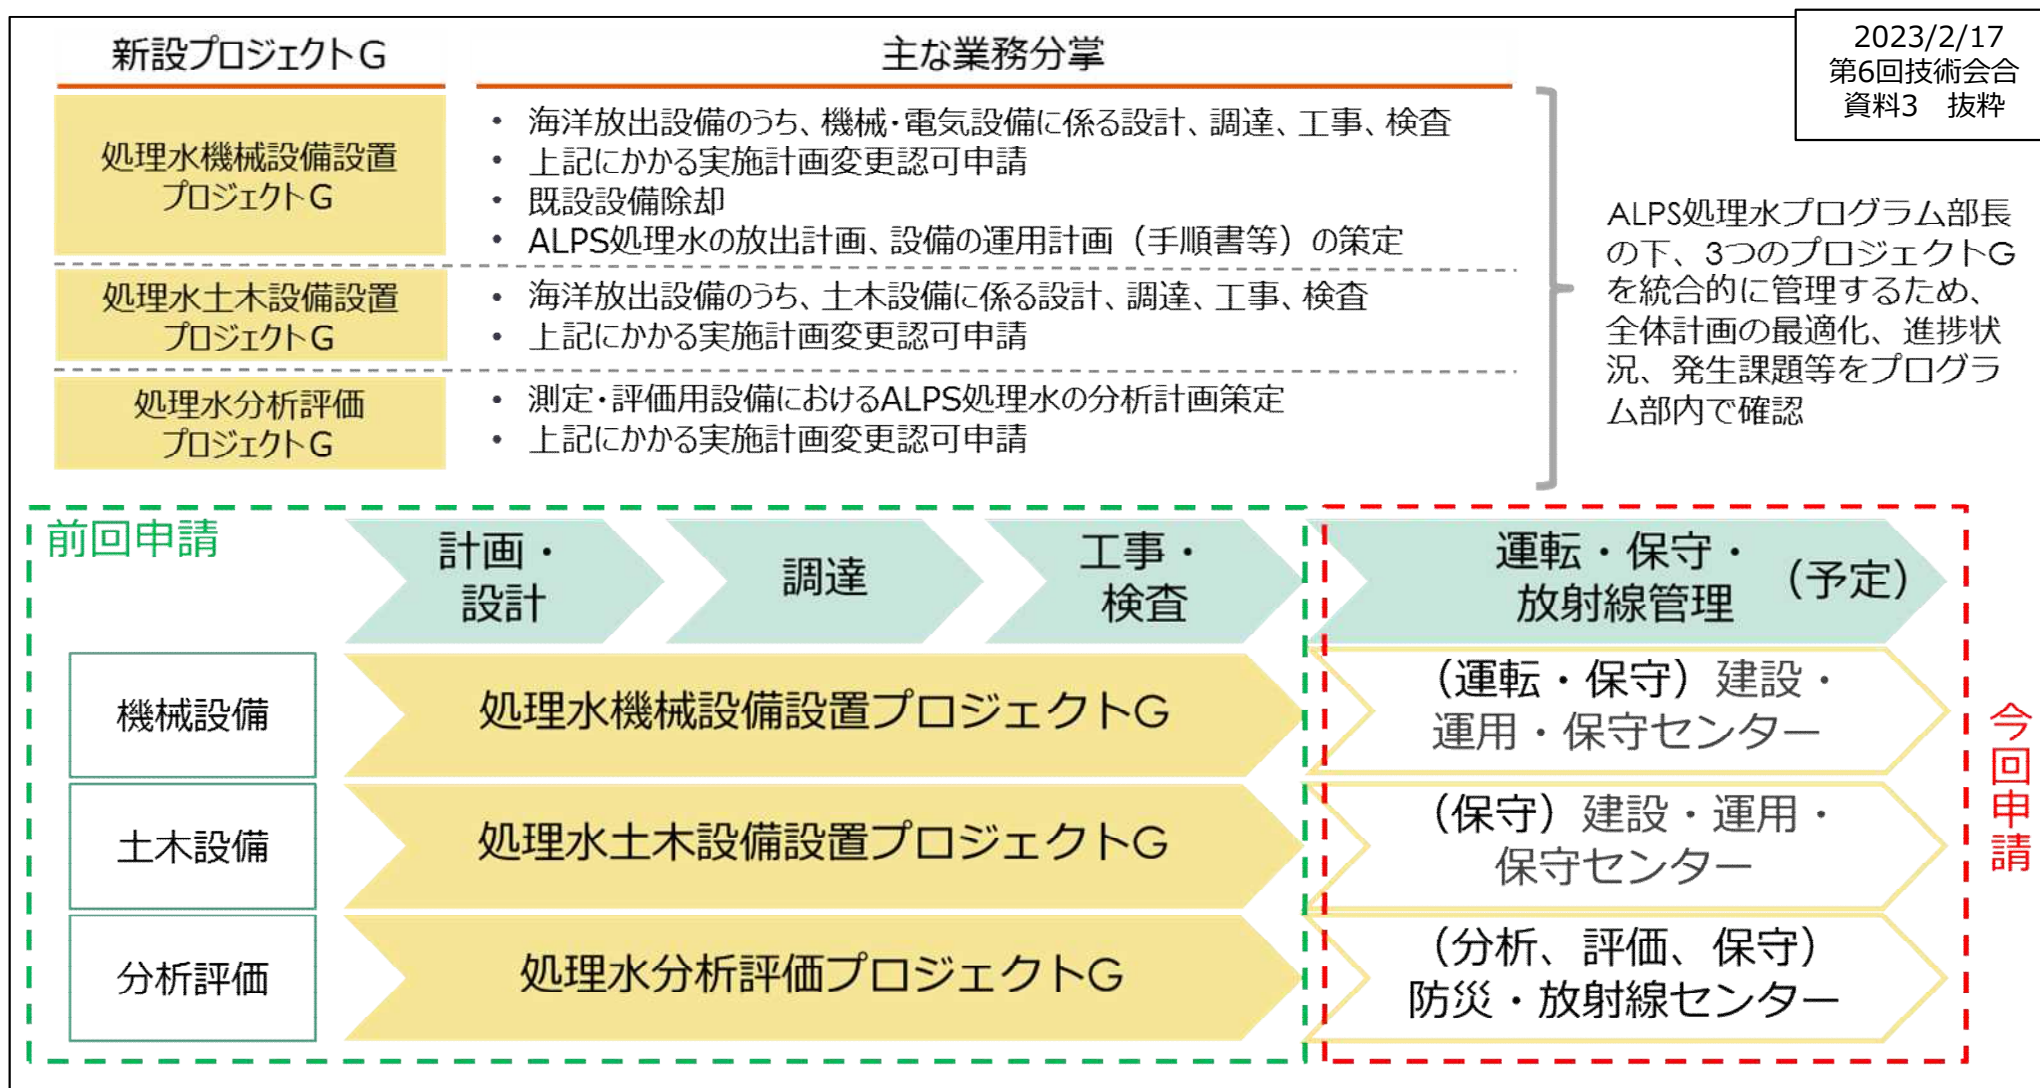 2023/2/17
第6回技術会合
資料3　抜粋
新設プロジェクトG
主な業務分掌
処理水機械設備設置
プロジェクトG
• 海洋放出設備のうち、機械・電気設備に係る設計、調達、工事、検査
• 上記にかかる実施計画変更認可申請
• 既設設備除却
• ALPS処理水の放出計画、設備の運用計画（手順書等）の策定
処理水土木設備設置
プロジェクトG
• 海洋放出設備のうち、土木設備に係る設計、調達、工事、検査
• 上記にかかる実施計画変更認可申請
処理水分析評価
プロジェクトG
• 測定・評価用設備におけるALPS処理水の分析計画策定
• 上記にかかる実施計画変更認可申請
ALPS処理水プログラム部長
の下、3つのプロジェクトG
を統合的に管理するため、
全体計画の最適化、進捗状
況、発生課題等をプログラ
ム部内で確認
前回申請
計画・
設計
調達
工事・
検査
運転・保守・
放射線管理
（予定）
機械設備
処理水機械設備設置プロジェクトG
（運転・保守）建設・
運用・保守センター
土木設備
処理水土木設備設置プロジェクトG
（保守）建設・運用・
保守センター
分析評価
処理水分析評価プロジェクトG
（分析、評価、保守）
防災・放射線センター
今回申請